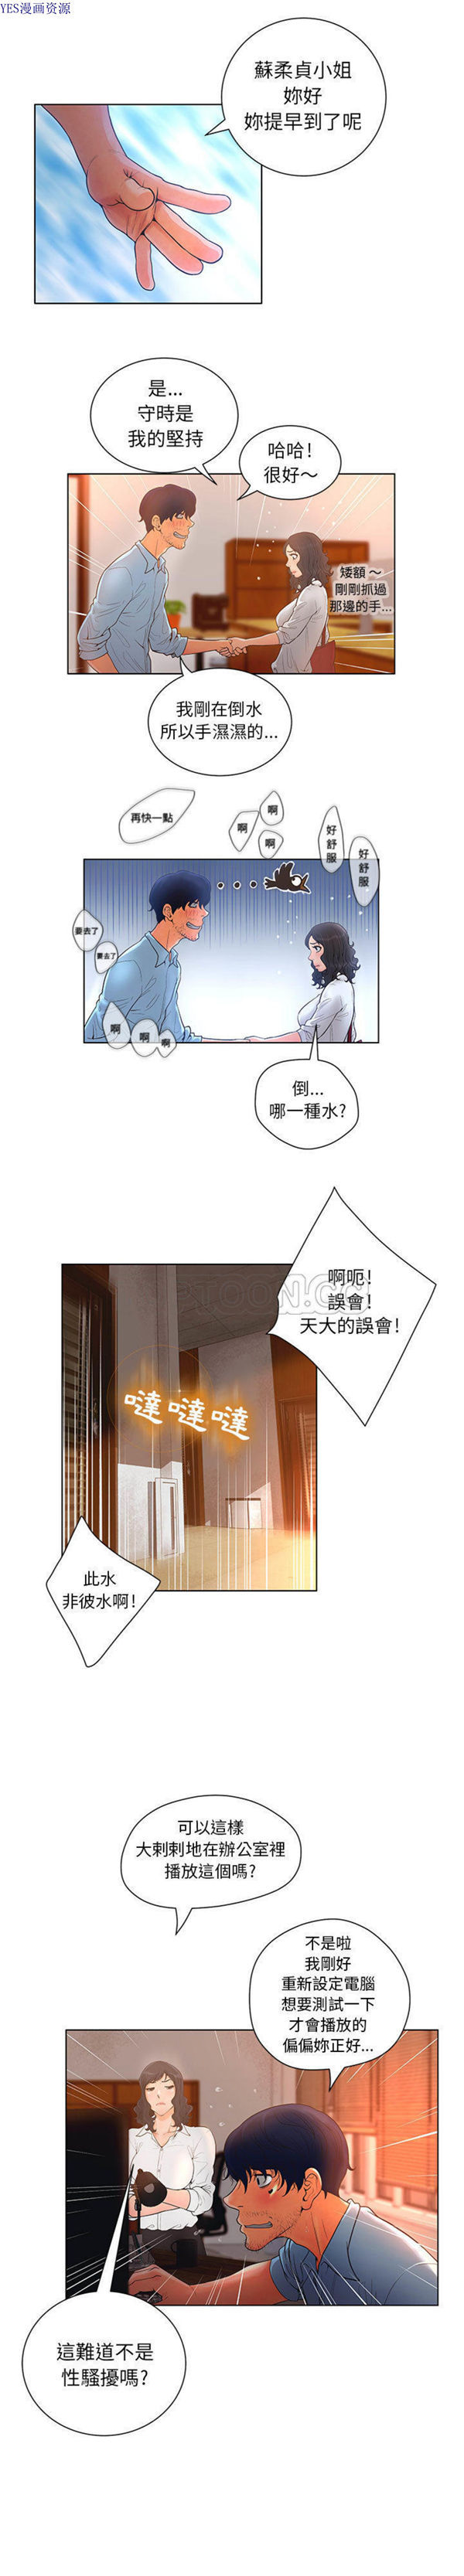 YES漫画资源
蘇柔貞小姐
妳好
妳提早到了呢
是...
守時是
我的堅持
哈哈!
很好～
矮額～
剛剛抓過
那邊的手...
我剛在倒水
所以手濕濕的...
再快一點
啊
啊
啊
好舒服
好舒服
要去了
要去了
啊
啊
啊
倒...
哪一種水?
啊呃!
誤會!
天大的誤會!
噠噠噠
此水
非彼水啊!
可以這樣
大剌剌地在辦公室裡
播放這個嗎?
不是啦
我剛好
重新設定電腦
想要測試一下
才會播放的
偏偏妳正好...
這難道不是
性騷擾嗎?